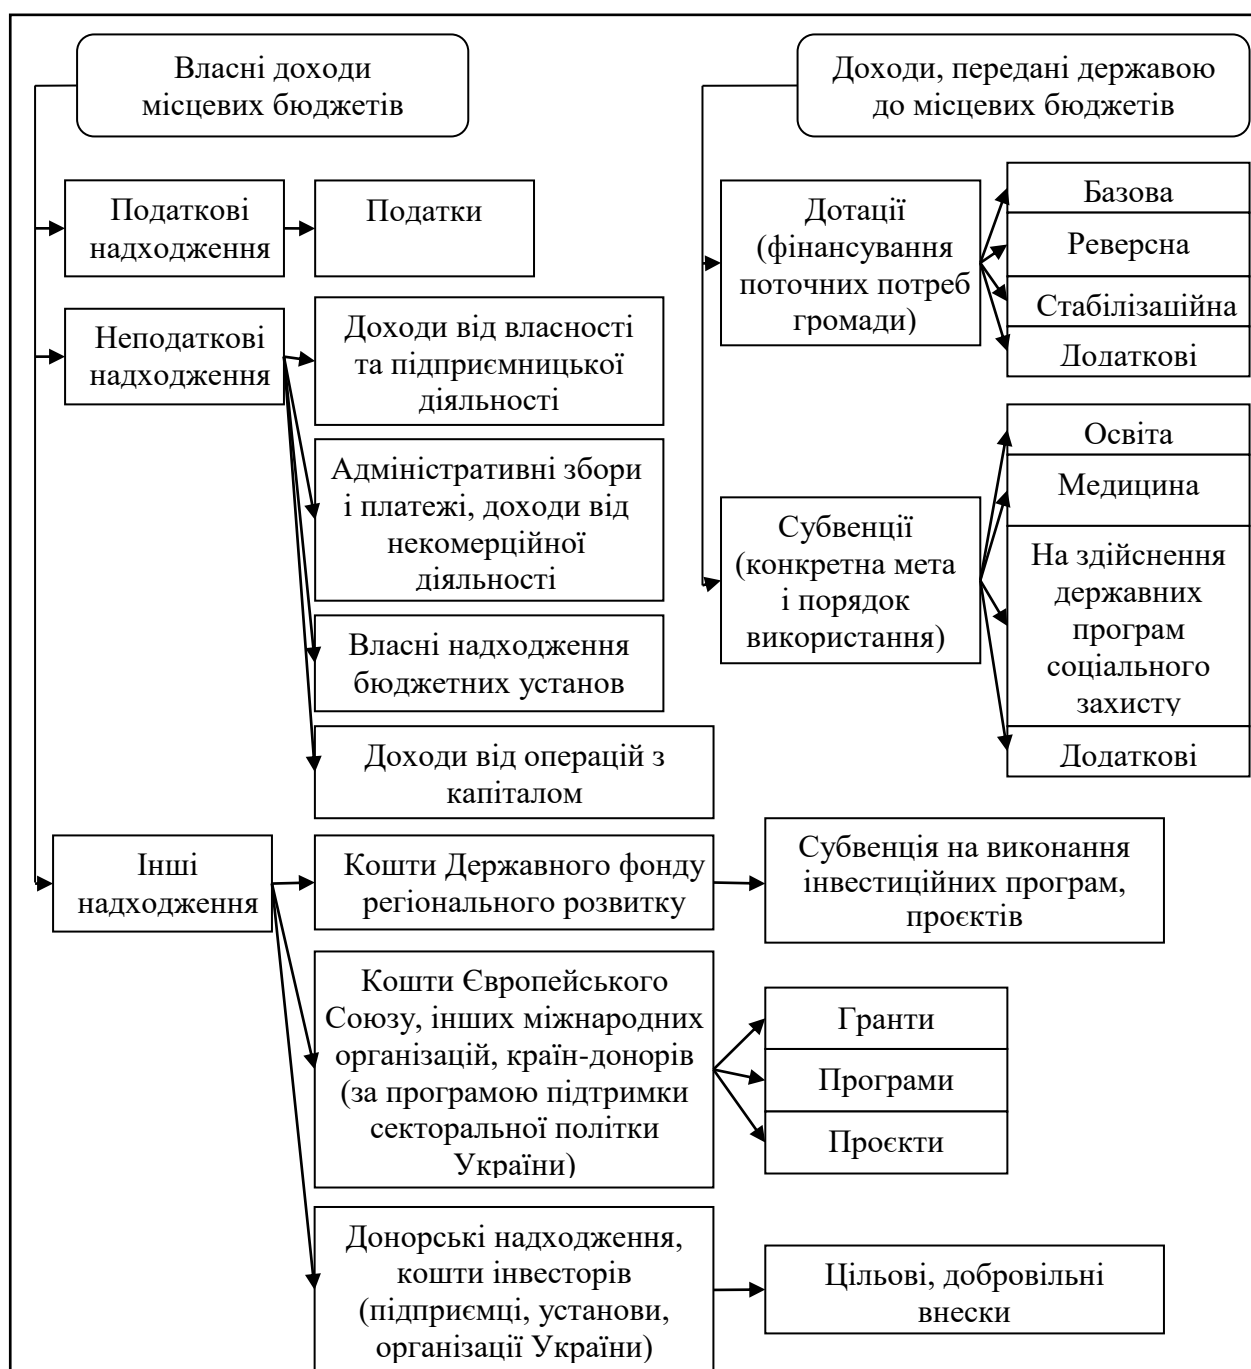 Власні доходи
місцевих бюджетів
Доходи, передані державою
до місцевих бюджетів
Податкові
надходження
Податки
Неподаткові
надходження
Доходи від власності
та підприємницької
діяльності
Адміністративні збори
і платежі, доходи від
некомерційної
діяльності
Власні надходження
бюджетних установ
Доходи від операцій з
капіталом
Дотації
(фінансування
поточних потреб
громади)
Базова
Реверсна
Стабілізаційна
Додаткові
Субвенції
(конкретна мета
і порядок
використання)
Освіта
Медицина
На здійснення
державних
програм
соціального
захисту
Додаткові
Інші
надходження
Кошти Державного фонду
регіонального розвитку
Субвенція на виконання
інвестиційних програм,
проєктів
Кошти Європейського
Союзу, інших міжнародних
організацій, країн-донорів
(за програмою підтримки
секторальної політки
України)
Гранти
Програми
Проєкти
Донорські надходження,
кошти інвесторів
(підприємці, установи,
організації України)
Цільові, добровільні
внески